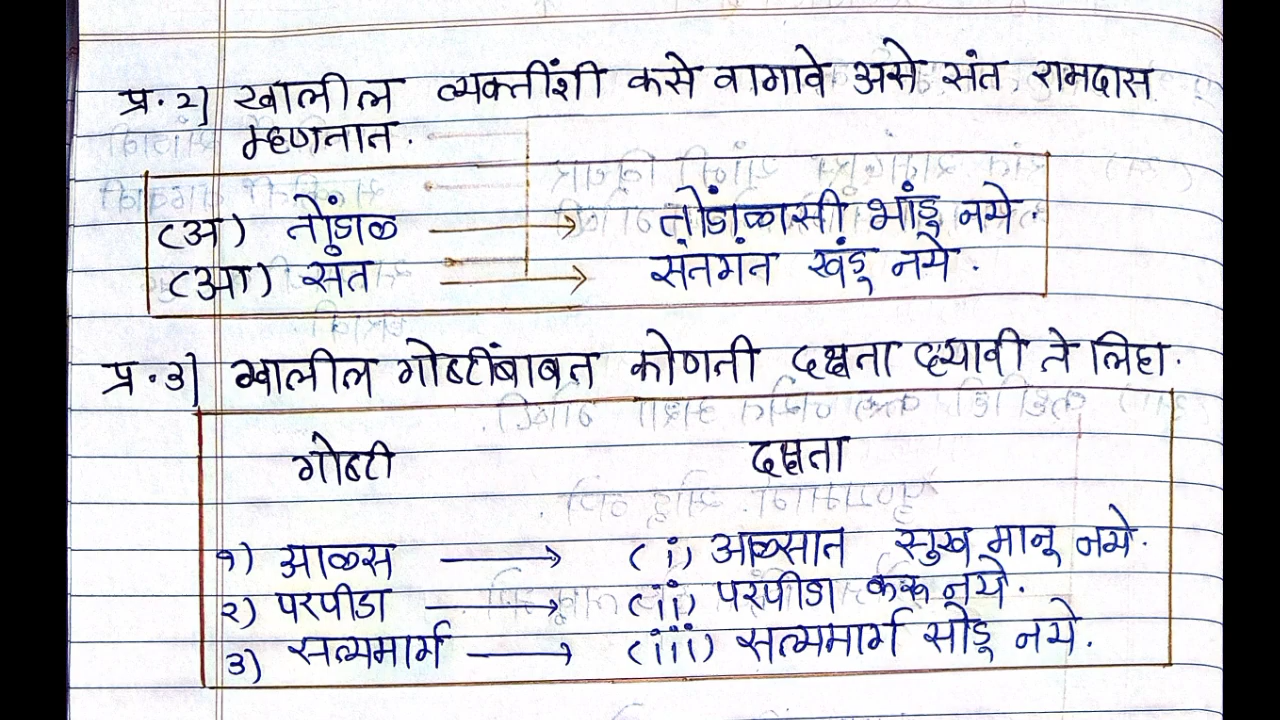 प्र.२) खालील व्यक्तींशी कसे वागावे असे संत रामदास
म्हणतात.
(अ) तोंडाळ → तोंडाळासी भांडू नये.
(आ) संत → संतगंत खंडू नये.
प्र.३) खालील गोष्टींबाबत कोणती दक्षता घ्यावी ते लिहा.
गोष्टी दक्षता
१) आळस → (i) आळसात सुख मानू नये.
२) परपीडा → (ii) परपीडा करू नये.
३) सत्यमार्ग → (iii) सत्यमार्ग सोडू नये.